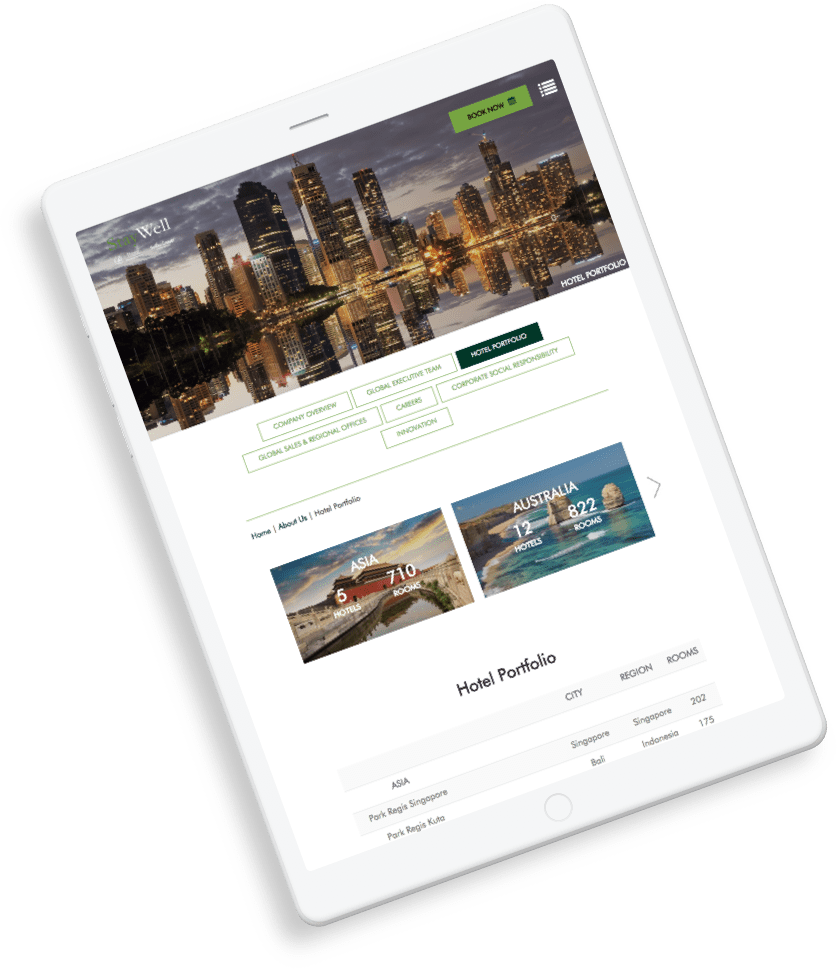 BOOK NOW
Well
HOTEL PORTFOLIO
COMPANY OVERVIEW
GLOBAL EXECUTIVE TEAM
HOTEL PORTFOLIO
GLOBAL SALES & REGIONAL OFFICES
CAREERS
CORPORATE SOCIAL RESPONSIBILITY
INNOVATION
Home | About Us | Hotel Portfolio
ASIA
5 710
HOTELS ROOMS
AUSTRALIA
12 822
HOTELS ROOMS
Hotel Portfolio
CITY REGION ROOMS
ASIA
Park Regis Singapore Singapore Singapore 202
Park Regis Kuta Bali Indonesia 175